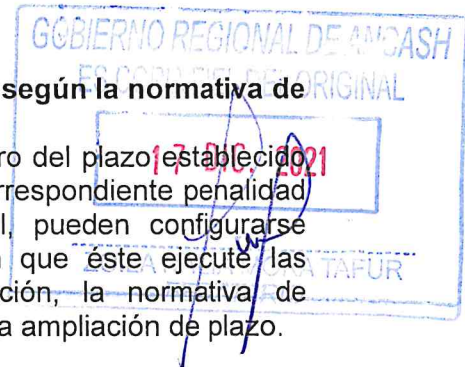 GOBIERNO REGIONAL DE ANCASH
ES COPIA FIEL DEL ORIGINAL
según la normativa de
ro del plazo establecido,
17 DIC. 2021
rrespondiente penalidad
l, pueden configurarse
que éste ejecute las
TAFUR
ción, la normativa de
a ampliación de plazo.